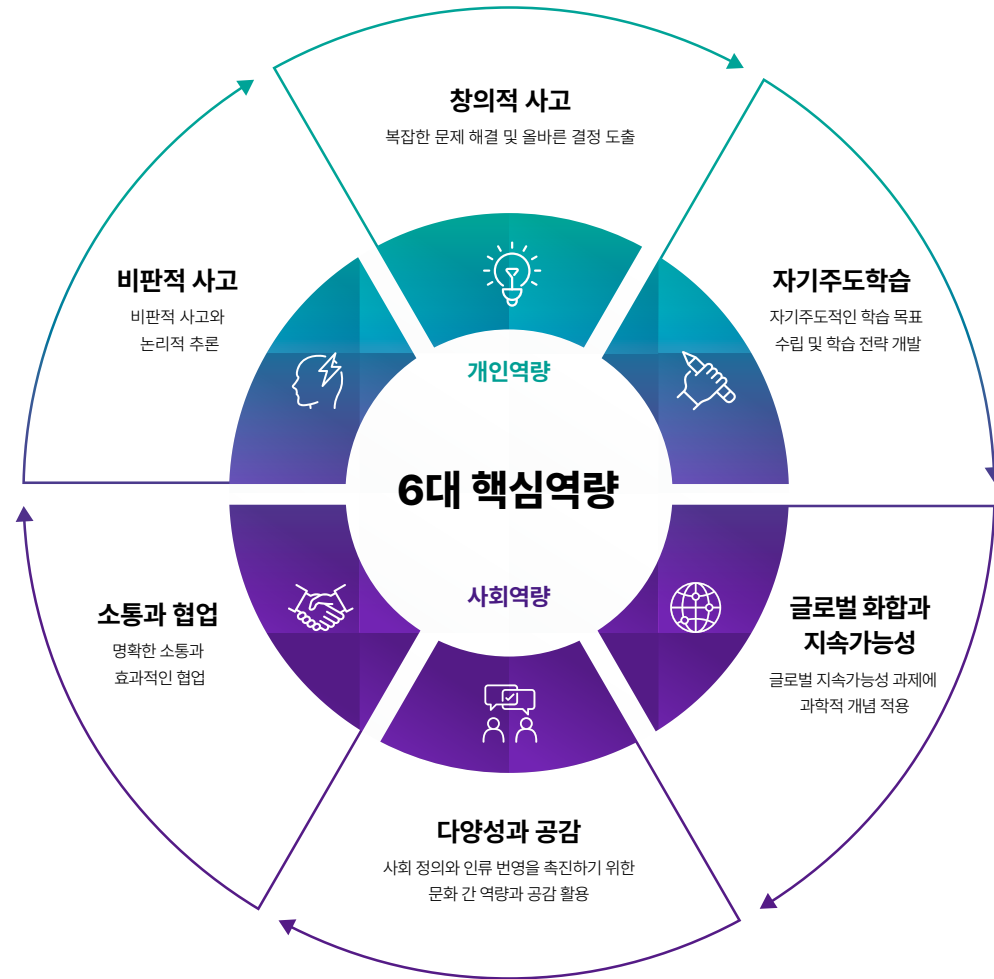 창의적 사고
복잡한 문제 해결 및 올바른 결정 도출
비판적 사고
비판적 사고와
논리적 추론
자기주도학습
자기주도적인 학습 목표
수립 및 학습 전략 개발
개인역량
6대 핵심역량
사회역량
소통과 협업
명확한 소통과
효과적인 협업
글로벌 화합과
지속가능성
글로벌 지속가능성 과제에
과학적 개념 적용
다양성과 공감
사회 정의와 인류 번영을 촉진하기 위한
문화 간 역량과 공감 활용